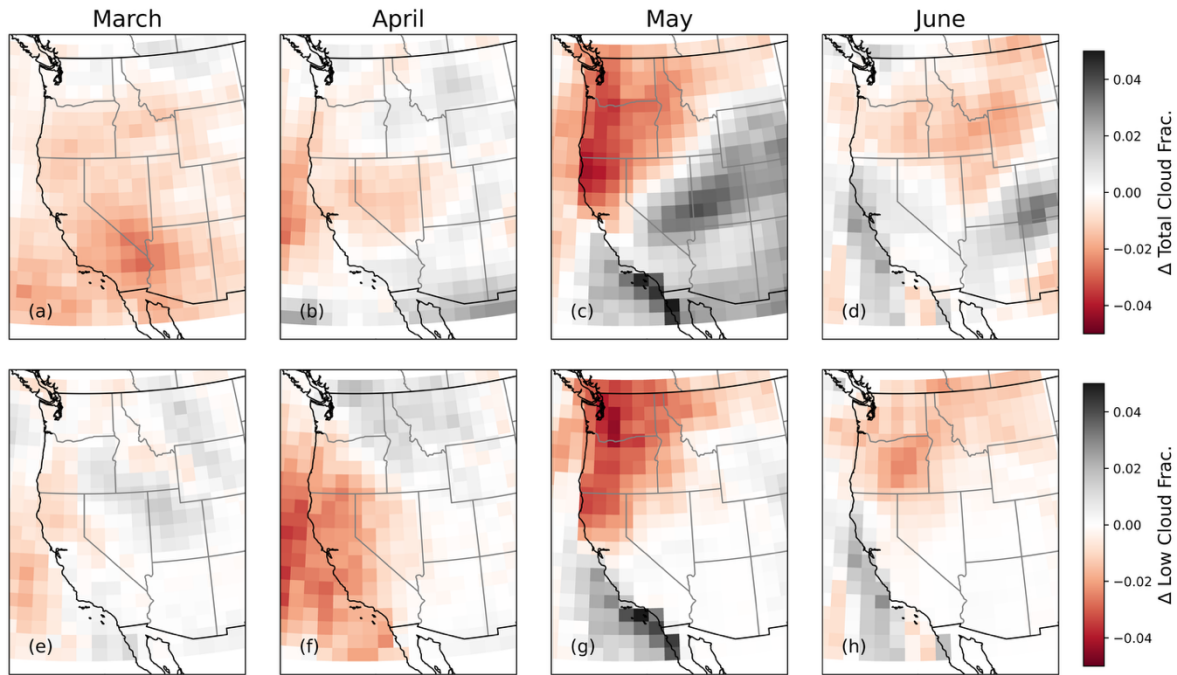 March
April
May
June
(a)
(b)
(c)
(d)
0.04
0.02
0.00
−0.02
−0.04
Δ Total Cloud Frac.
(e)
(f)
(g)
(h)
0.04
0.02
0.00
−0.02
−0.04
Δ Low Cloud Frac.